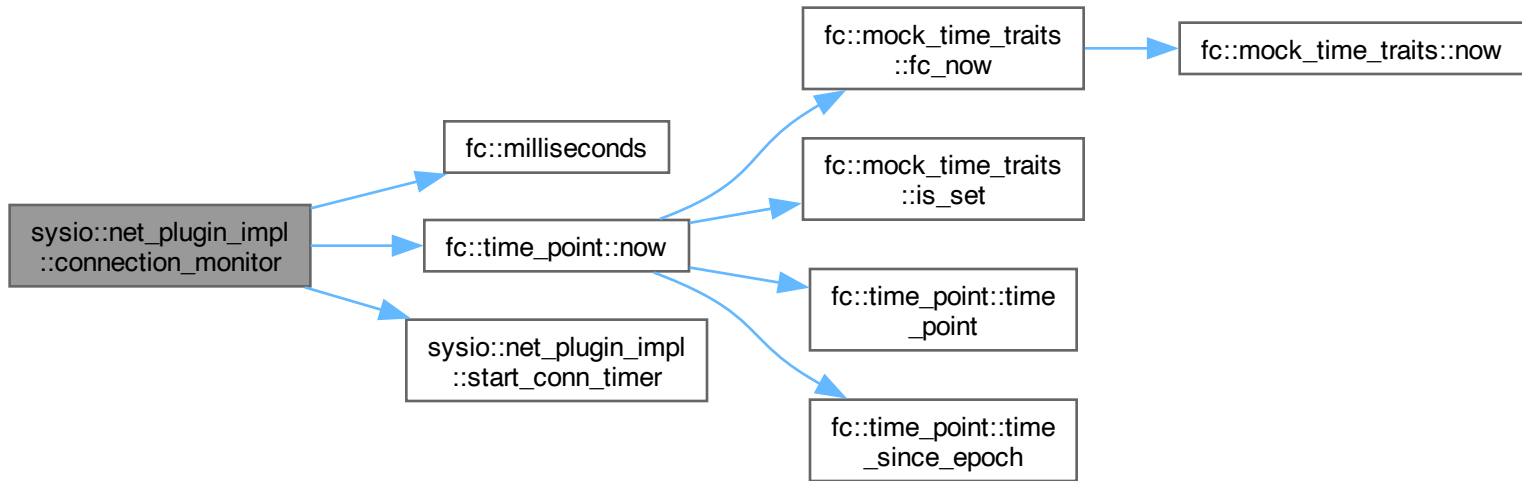 sysio::net_plugin_impl
::connection_monitor
fc::milliseconds
fc::time_point::now
sysio::net_plugin_impl
::start_conn_timer
fc::mock_time_traits
::fc_now
fc::mock_time_traits::now
fc::mock_time_traits
::is_set
fc::time_point::time
_point
fc::time_point::time
_since_epoch